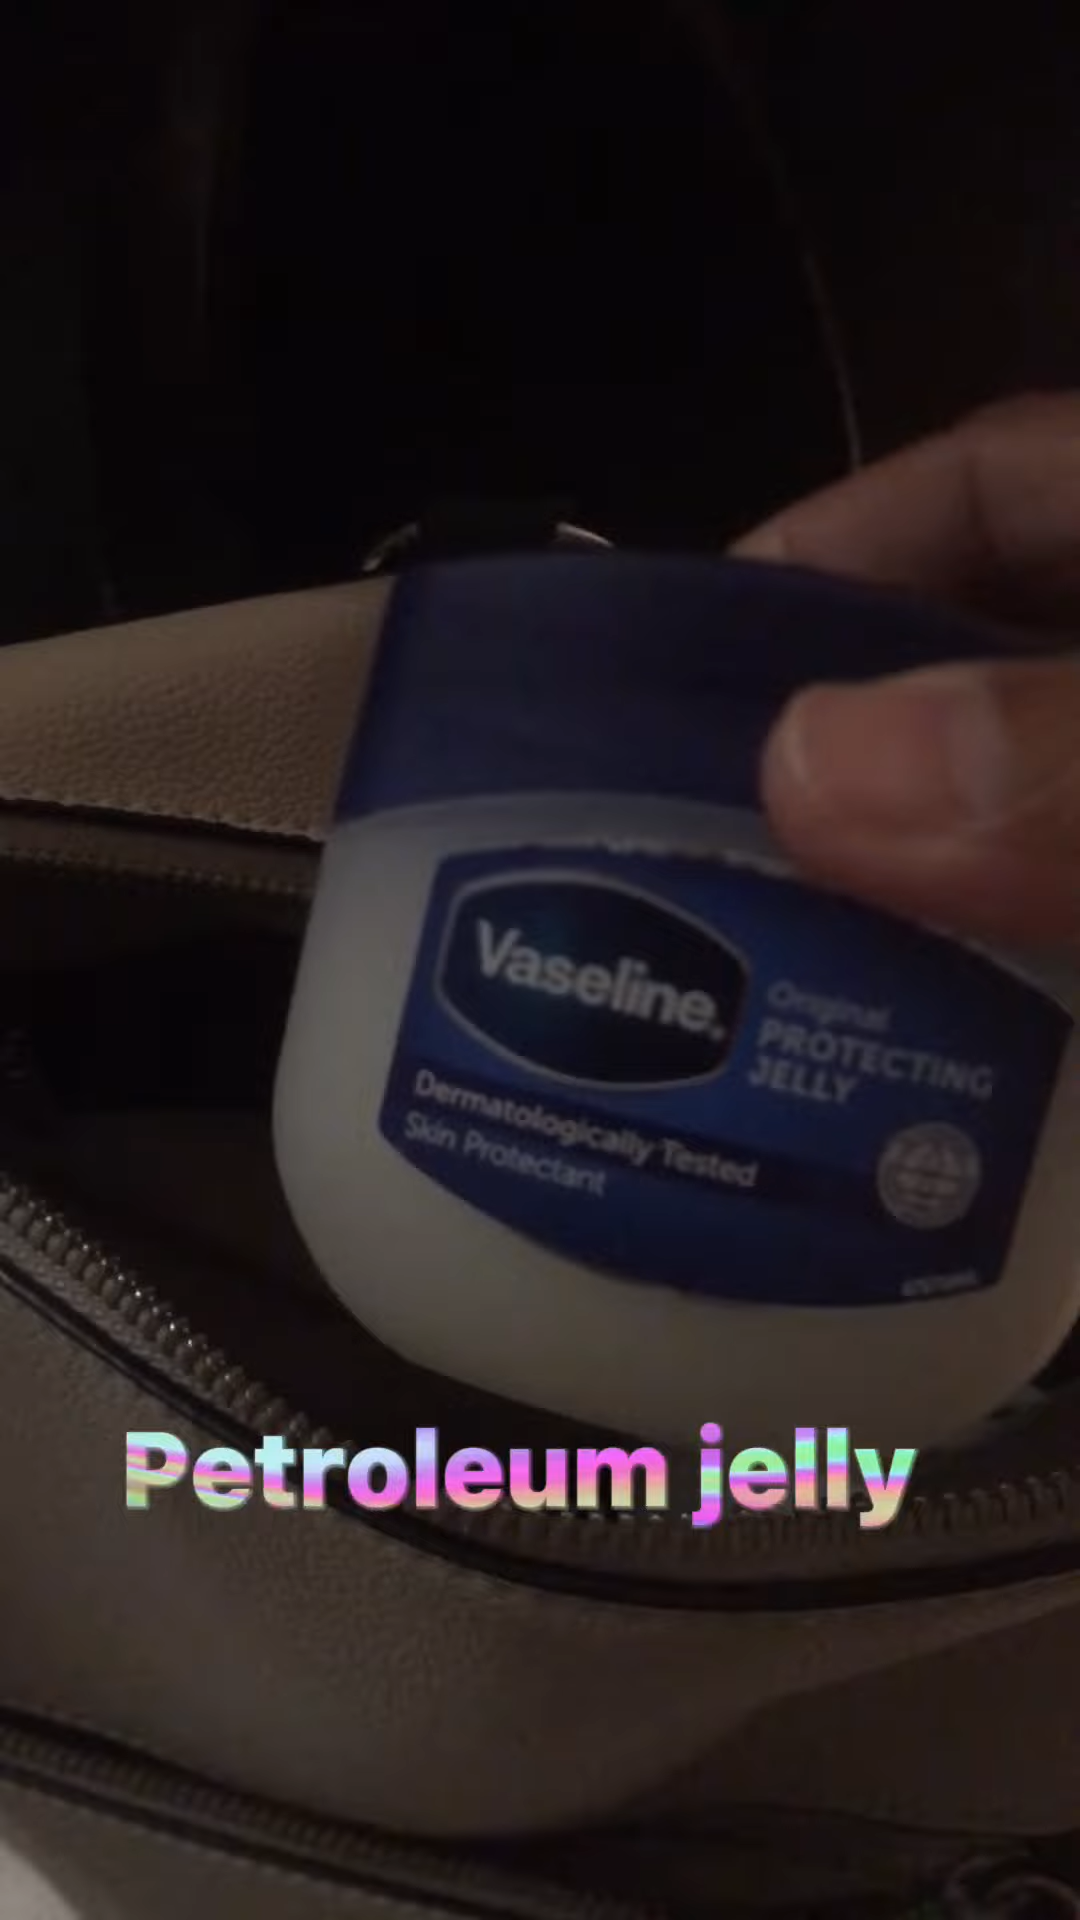 Vaseline.
Original
PROTECTING
JELLY
Dermatologically Tested
Skin Protectant
Petroleum jelly